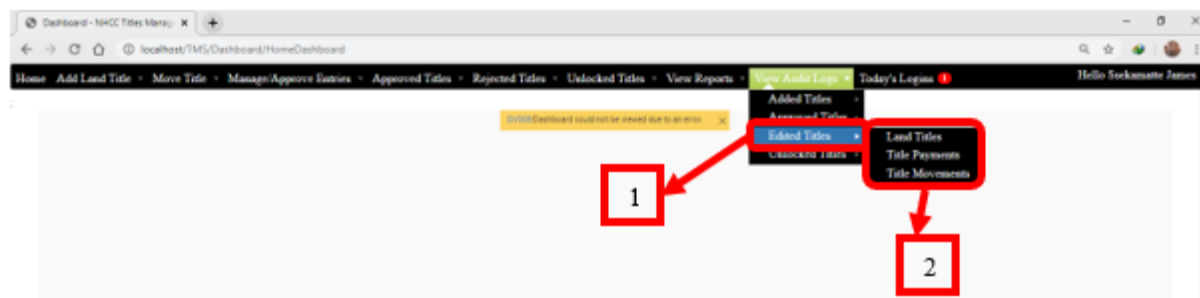 Dashboard - NHCC Titles Manag
localhost/TMS/Dashboard/HomeDashboard
Home Add Land Title Move Title Manage/Approve Entries Approved Titles Rejected Titles Unlocked Titles View Reports View Audit Logs Today's Logins 1 Hello Ssekamatte James
Added Titles
Approved Titles
Edited Titles
Unlocked Titles
Land Titles
Title Payments
Title Movements
Dashboard could not be viewed due to an error.
1
2